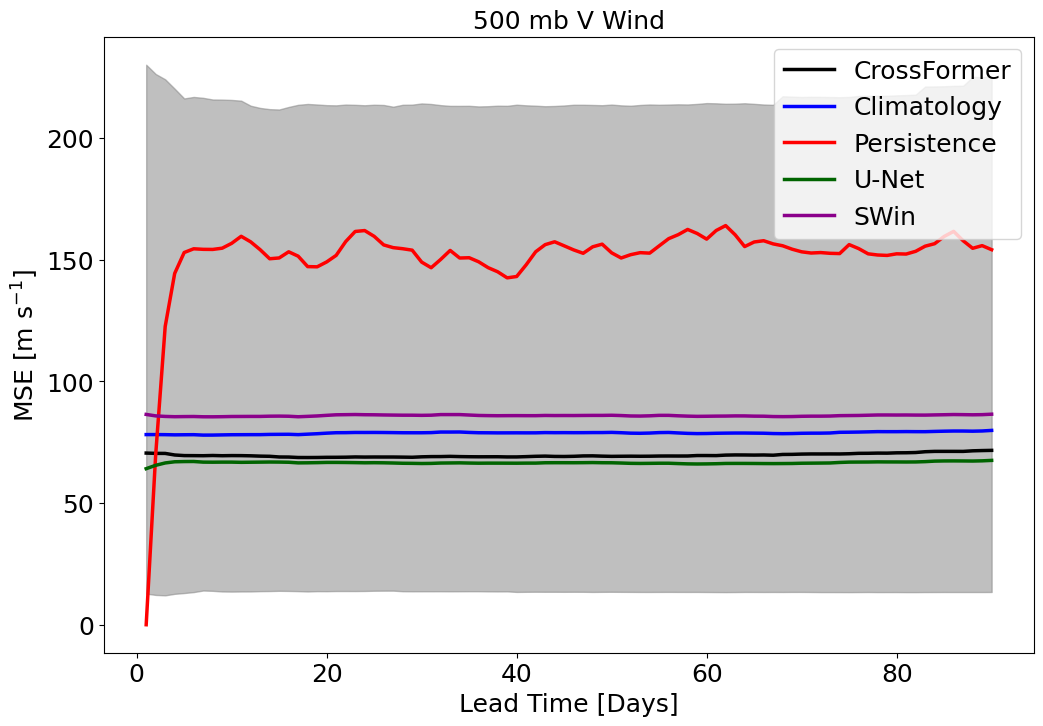 500 mb V Wind
CrossFormer
Climatology
Persistence
U-Net
SWin
MSE [m s⁻¹]
200
150
100
50
0
0 20 40 60 80
Lead Time [Days]